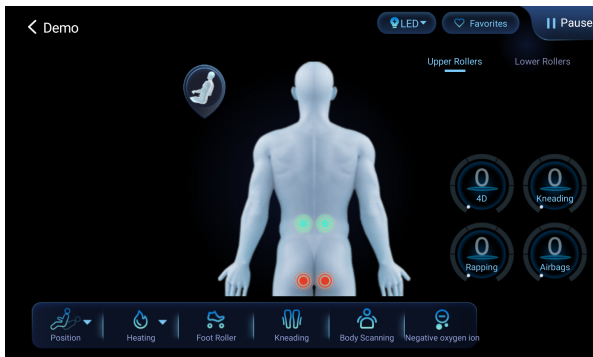 Demo
LED
Favorites
Pause
Upper Rollers
Lower Rollers
0
4D
0
Kneading
0
Rapping
0
Airbags
Position
Heating
Foot Roller
Kneading
Body Scanning
Negative oxygen ion